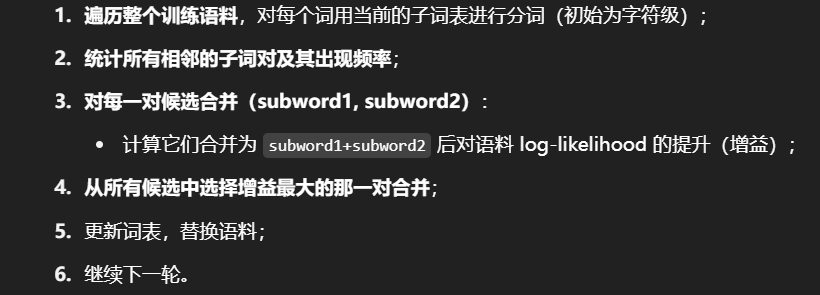 1. 遍历整个训练语料，对每个词用当前的子词表进行分词（初始为字符级）；
2. 统计所有相邻的子词对及其出现频率；
3. 对每一对候选合并（subword1, subword2）：
• 计算它们合并为 subword1+subword2 后对语料 log-likelihood 的提升（增益）；
4. 从所有候选中选择增益最大的那一对合并；
5. 更新词表，替换语料；
6. 继续下一轮。